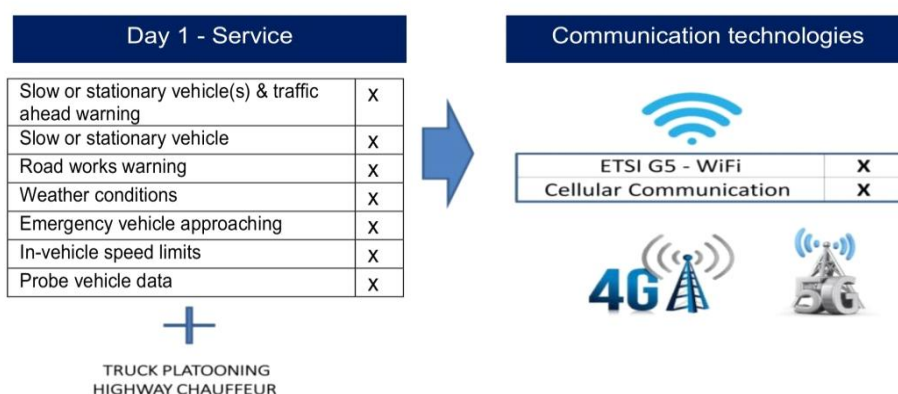 Day 1 - Service
Slow or stationary vehicle(s) & traffic
ahead warning
x
Slow or stationary vehicle
x
Road works warning
x
Weather conditions
x
Emergency vehicle approaching
x
In-vehicle speed limits
x
Probe vehicle data
x
TRUCK PLATOONING
HIGHWAY CHAUFFEUR
Communication technologies
ETSI G5 - WiFi
X
Cellular Communication
X
4G
5G